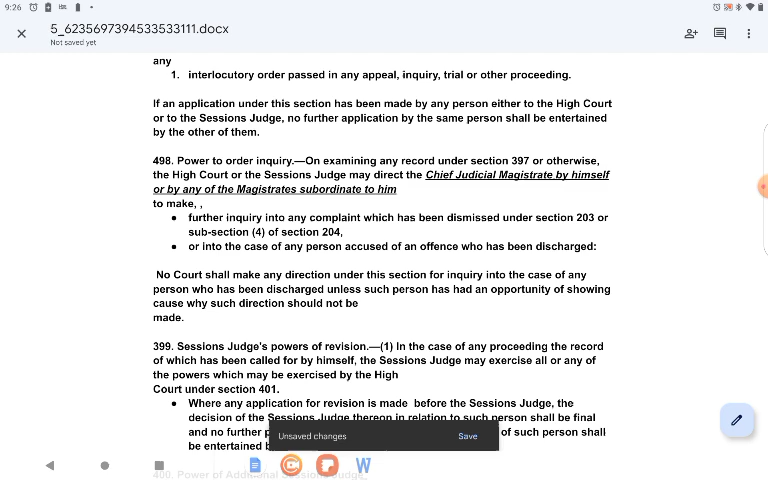 9:26
5_6235697394533533111.docx
Not saved yet
any
1. interlocutory order passed in any appeal, inquiry, trial or other proceeding.
If an application under this section has been made by any person either to the High Court
or to the Sessions Judge, no further application by the same person shall be entertained
by the other of them.
498. Power to order inquiry.—On examining any record under section 397 or otherwise,
the High Court or the Sessions Judge may direct the Chief Judicial Magistrate by himself
or by any of the Magistrates subordinate to him
to make, ,
• further inquiry into any complaint which has been dismissed under section 203 or
sub-section (4) of section 204,
• or into the case of any person accused of an offence who has been discharged:
No Court shall make any direction under this section for inquiry into the case of any
person who has been discharged unless such person has had an opportunity of showing
cause why such direction should not be
made.
399. Sessions Judge's powers of revision.—(1) In the case of any proceeding the record
of which has been called for by himself, the Sessions Judge may exercise all or any of
the powers which may be exercised by the High
Court under section 401.
• Where any application for revision is made before the Sessions Judge, the
decision of the Sessions Judge thereon in relation to such person shall be final
and no further of such person shall
be entertained
Unsaved changes Save
400. Power of Additional Sessions Judge.